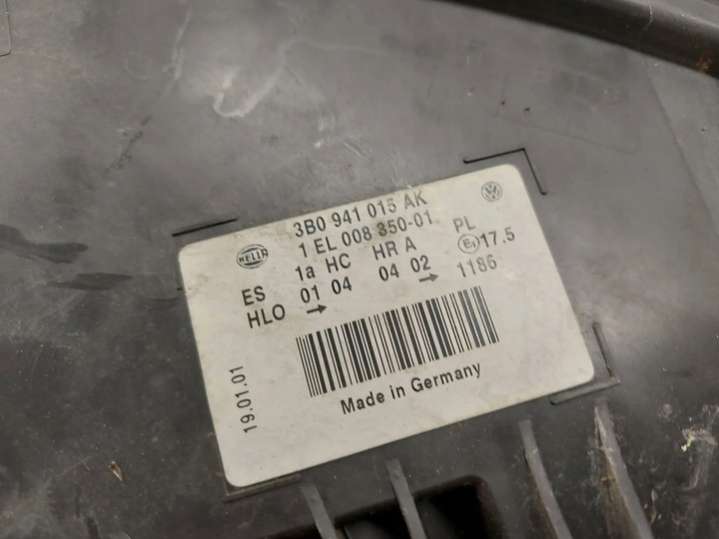 3B0 941 015 AK
1 EL 008 350-01
HELLA
1a HC HR A PL
ES 01 04 04 02 E1 17.5
HLO → → 1186
19.01.01
Made in Germany